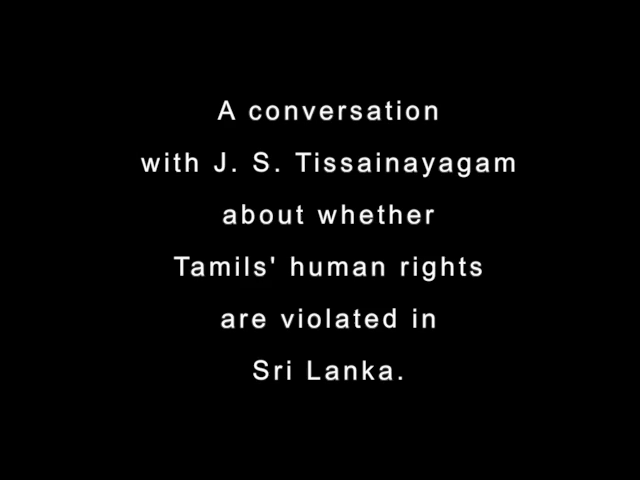 A conversation
with J. S. Tissainayagam
about whether
Tamils' human rights
are violated in
Sri Lanka.